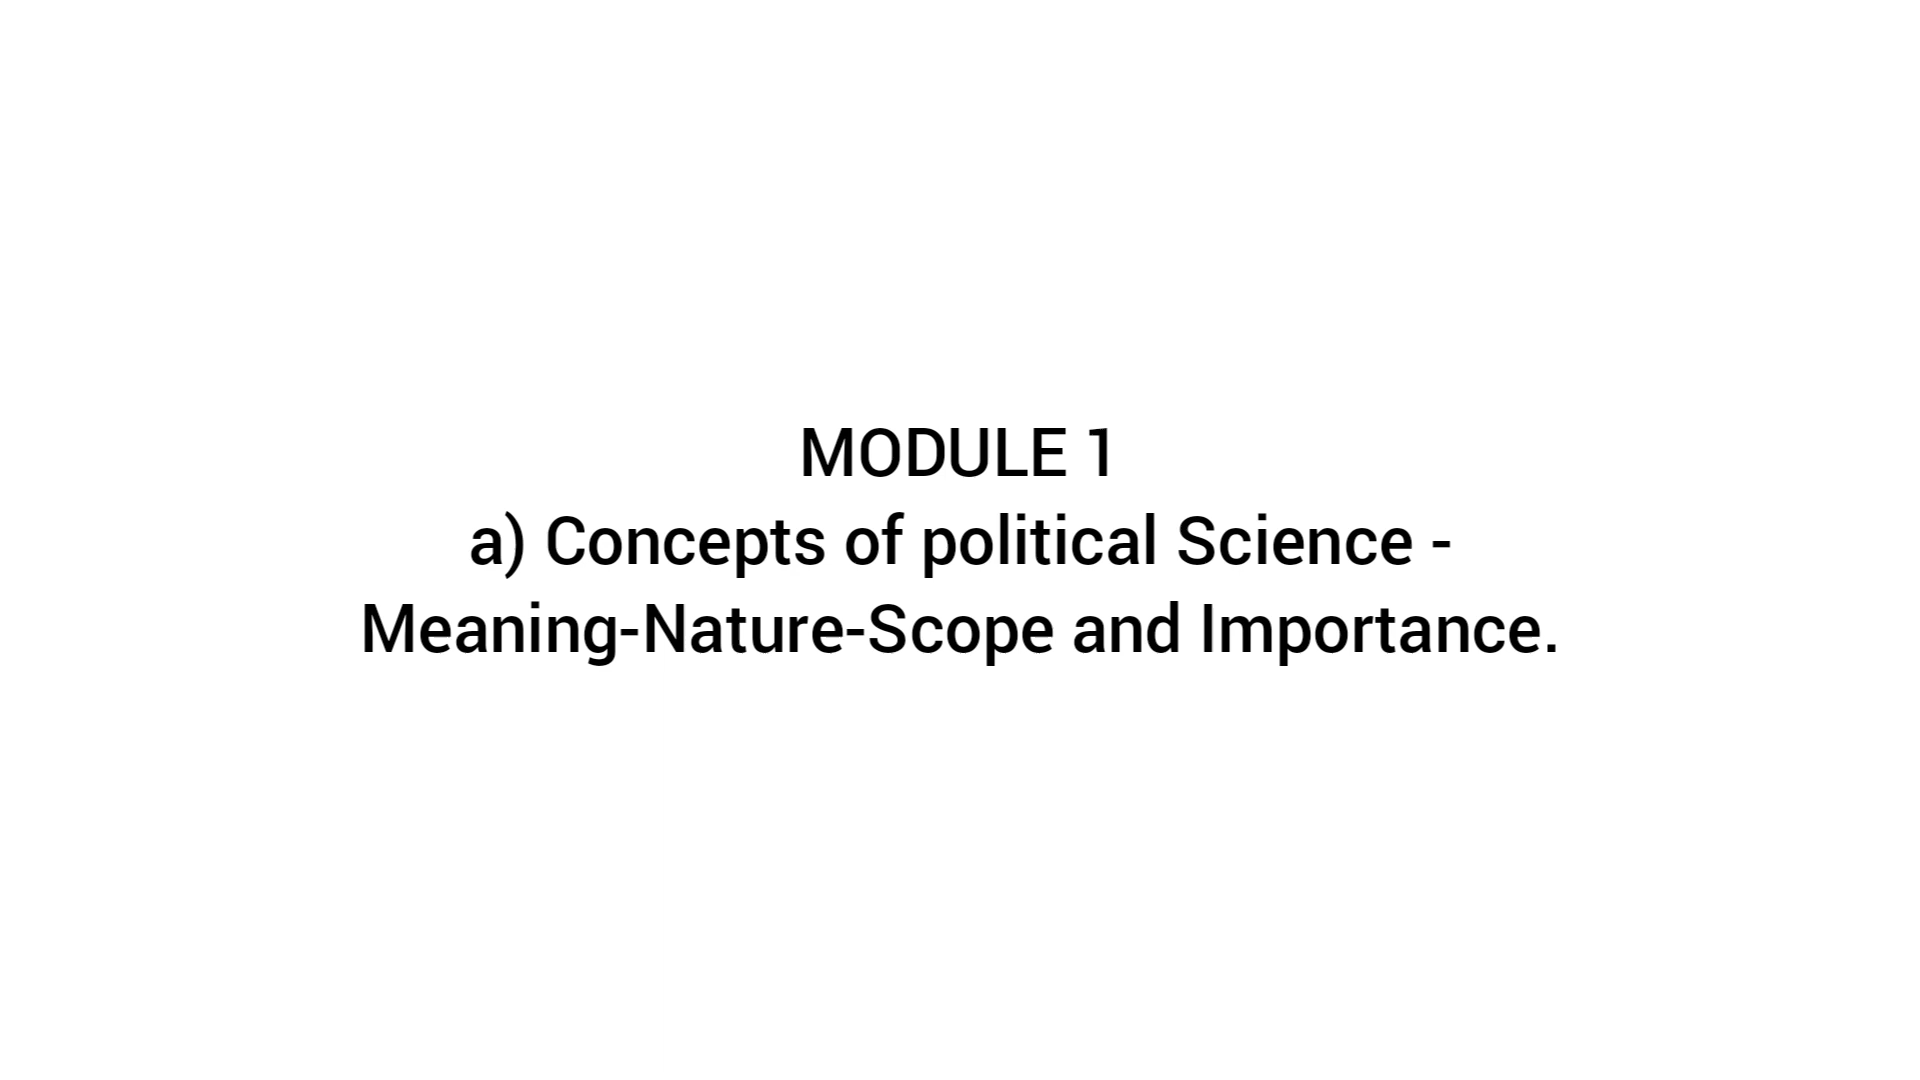 MODULE 1
a) Concepts of political Science -
Meaning-Nature-Scope and Importance.